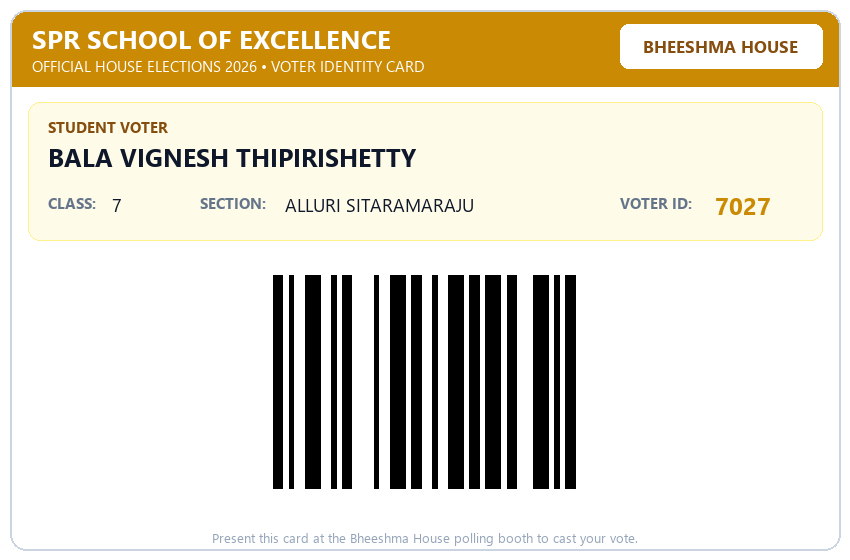 SPR SCHOOL OF EXCELLENCE
OFFICIAL HOUSE ELECTIONS 2026 • VOTER IDENTITY CARD
BHEESHMA HOUSE
STUDENT VOTER
BALA VIGNESH THIPIRISHETTY
CLASS: 7 SECTION: ALLURI SITARAMARAJU VOTER ID: 7027
Present this card at the Bheeshma House polling booth to cast your vote.